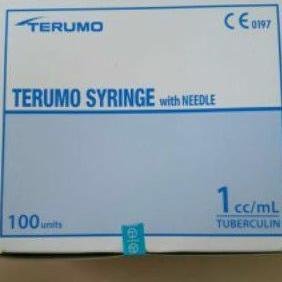 TERUMO
CE 0197
TERUMO SYRINGE with NEEDLE
1 cc/mL
100 units
TUBERCULIN